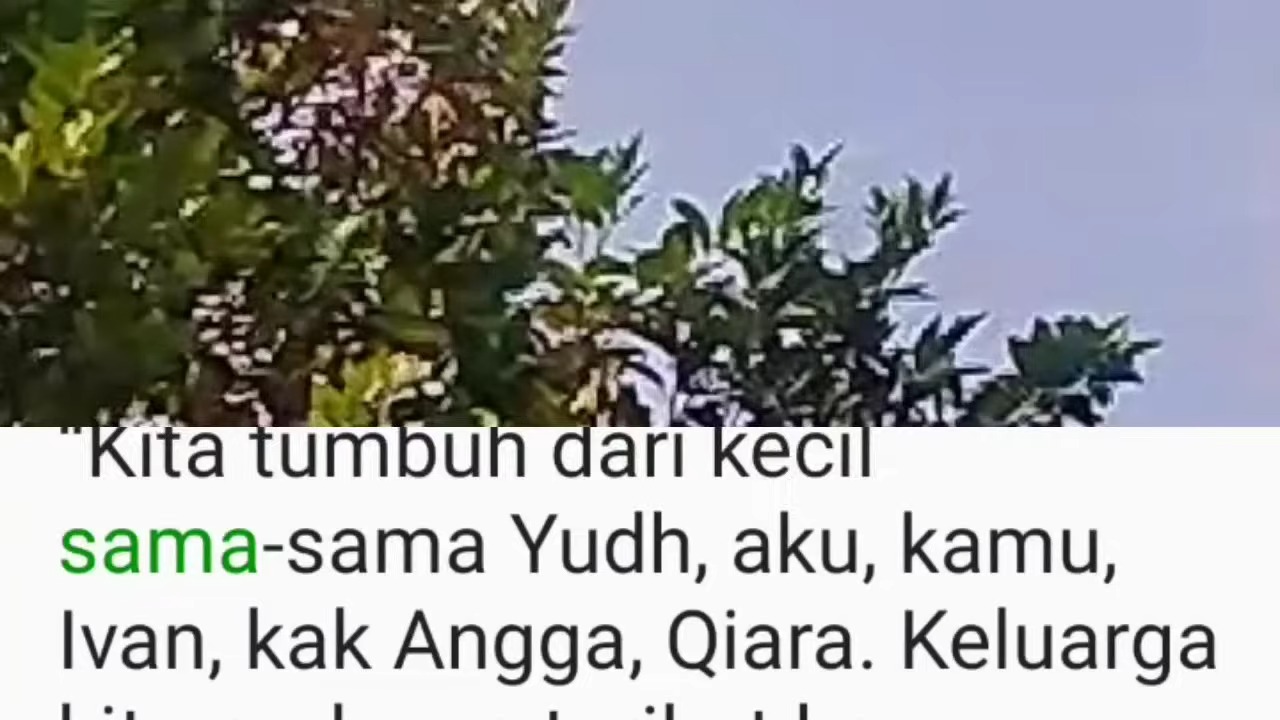 "Kita tumbuh dari kecil
sama-sama Yudh, aku, kamu,
Ivan, kak Angga, Qiara. Keluarga